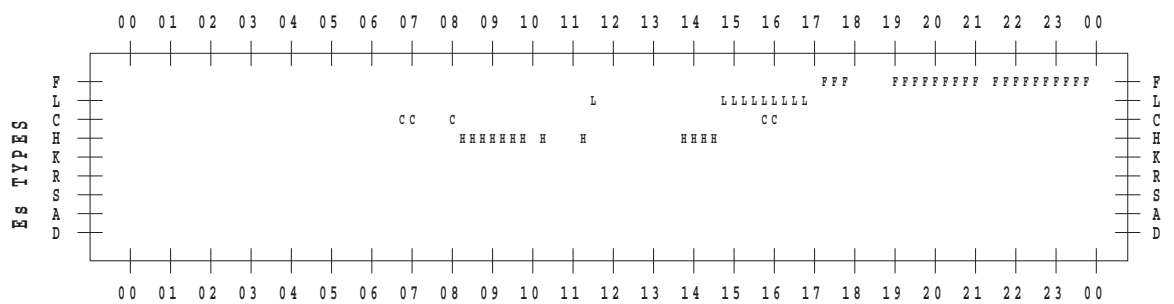 00 01 02 03 04 05 06 07 08 09 10 11 12 13 14 15 16 17 18 19 20 21 22 23 00
F FFF FFFFFFFFF FFFFFFFFFF F
L L LLLLLLLLL L
C CC C CC C
H HHHHHHH H H HHHH H
K K
R R
S S
A A
D D
Es TYPES
00 01 02 03 04 05 06 07 08 09 10 11 12 13 14 15 16 17 18 19 20 21 22 23 00